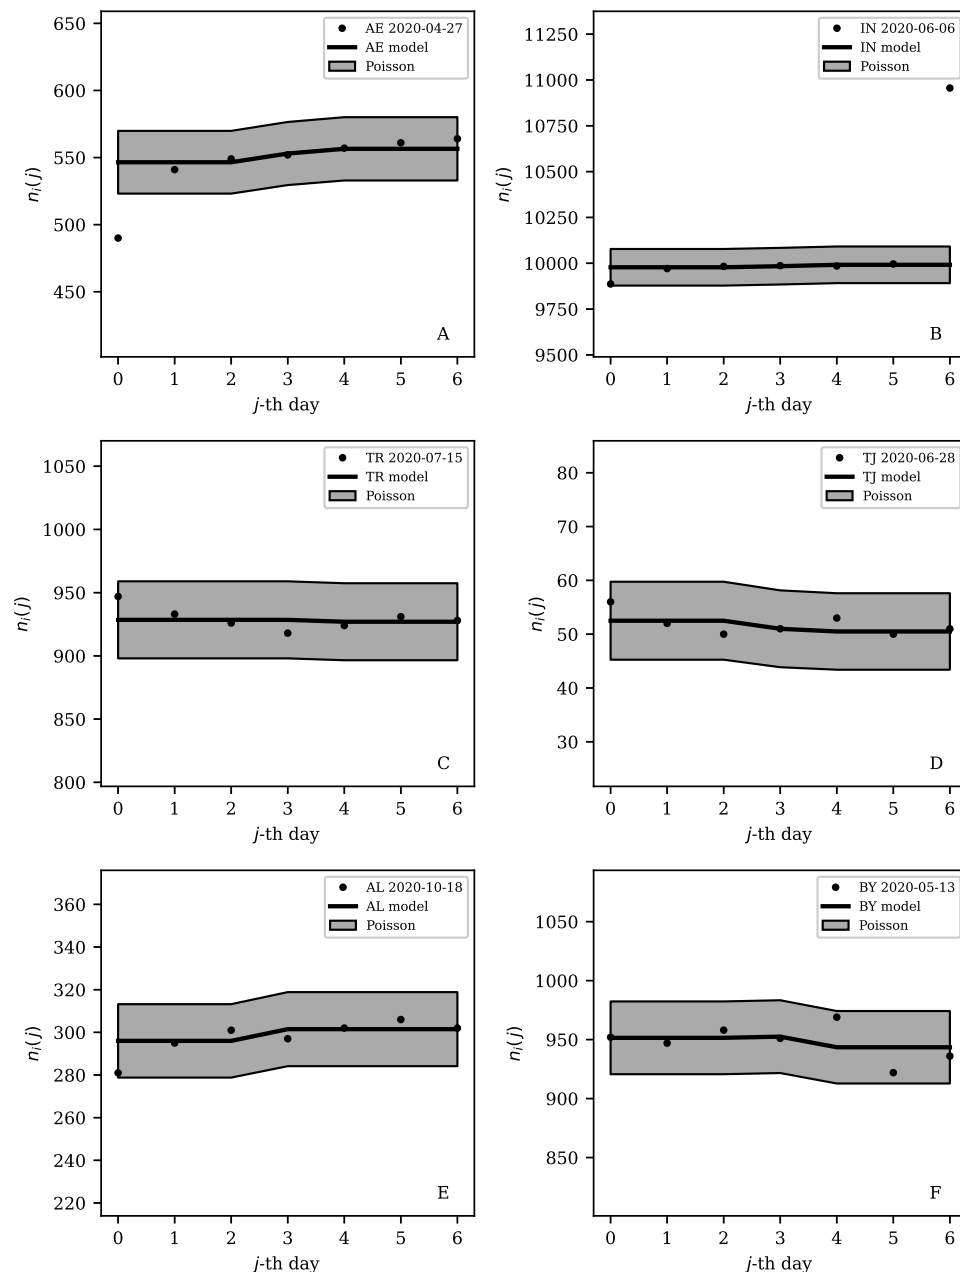 650
600
550
500
450
n_i(j)
0 1 2 3 4 5 6
j-th day
AE 2020-04-27
AE model
Poisson
A
11250
11000
10750
10500
10250
10000
9750
9500
n_i(j)
0 1 2 3 4 5 6
j-th day
IN 2020-06-06
IN model
Poisson
B
1050
1000
950
900
850
800
n_i(j)
0 1 2 3 4 5 6
j-th day
TR 2020-07-15
TR model
Poisson
C
80
70
60
50
40
30
n_i(j)
0 1 2 3 4 5 6
j-th day
TJ 2020-06-28
TJ model
Poisson
D
360
340
320
300
280
260
240
220
n_i(j)
0 1 2 3 4 5 6
j-th day
AL 2020-10-18
AL model
Poisson
E
1050
1000
950
900
850
n_i(j)
0 1 2 3 4 5 6
j-th day
BY 2020-05-13
BY model
Poisson
F